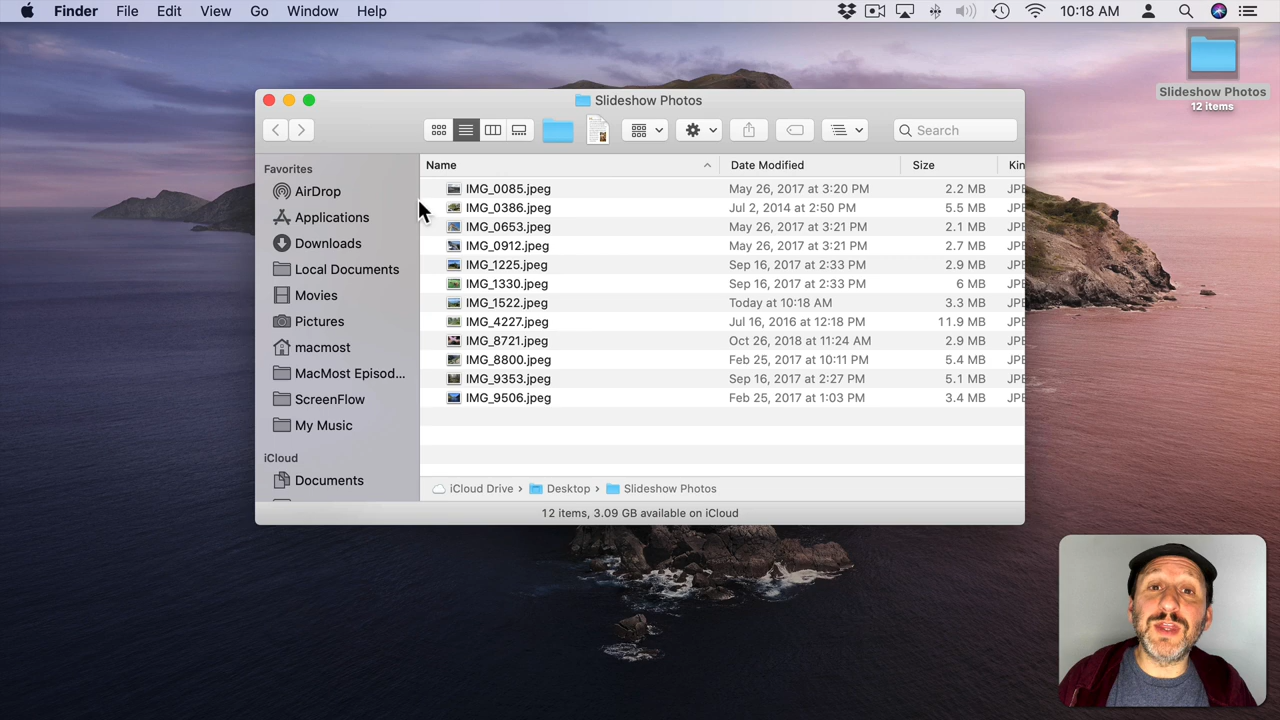 Finder File Edit View Go Window Help 10:18 AM
Slideshow Photos
12 items
Slideshow Photos
Search
Favorites
AirDrop
Applications
Downloads
Local Documents
Movies
Pictures
macmost
MacMost Episod...
ScreenFlow
My Music
iCloud
Documents
Name Date Modified Size Kin
IMG_0085.jpeg May 26, 2017 at 3:20 PM 2.2 MB JPE
IMG_0386.jpeg Jul 2, 2014 at 2:50 PM 5.5 MB JPE
IMG_0653.jpeg May 26, 2017 at 3:21 PM 2.1 MB JPE
IMG_0912.jpeg May 26, 2017 at 3:21 PM 2.7 MB JPE
IMG_1225.jpeg Sep 16, 2017 at 2:33 PM 2.9 MB JPE
IMG_1330.jpeg Sep 16, 2017 at 2:33 PM 6 MB JPE
IMG_1522.jpeg Today at 10:18 AM 3.3 MB JPE
IMG_4227.jpeg Jul 16, 2016 at 12:18 PM 11.9 MB JPE
IMG_8721.jpeg Oct 26, 2018 at 11:24 AM 2.9 MB JPE
IMG_8800.jpeg Feb 25, 2017 at 10:11 PM 5.4 MB JPE
IMG_9353.jpeg Sep 16, 2017 at 2:27 PM 5.1 MB JPE
IMG_9506.jpeg Feb 25, 2017 at 1:03 PM 3.4 MB JPE
iCloud Drive › Desktop › Slideshow Photos
12 items, 3.09 GB available on iCloud